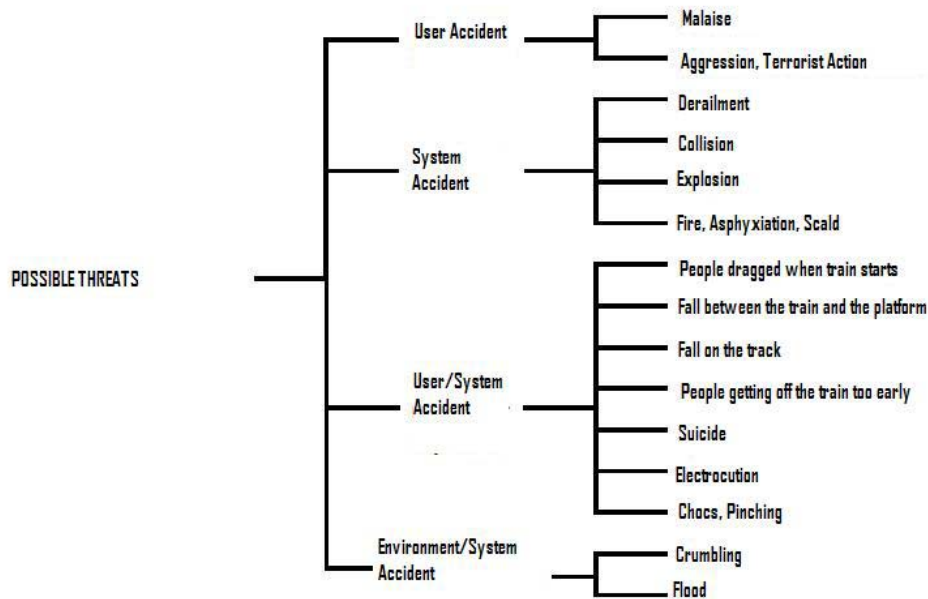 POSSIBLE THREATS
User Accident
Malaise
Aggression, Terrorist Action
System
Accident
Derailment
Collision
Explosion
Fire, Asphyxiation, Scald
User/System
Accident
People dragged when train starts
Fall between the train and the platform
Fall on the track
People getting off the train too early
Suicide
Electrocution
Chocs, Pinching
Environment/System
Accident
Crumbling
Flood